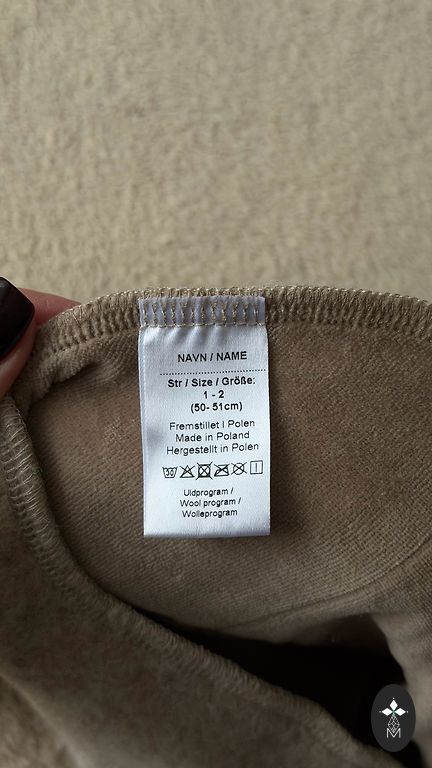 NAVN / NAME
Str / Size / Größe:
1 - 2
(50- 51cm)
Fremstillet I Polen
Made in Poland
Hergestellt in Polen
30
Uldprogram /
Wool program /
Wolleprogram
M